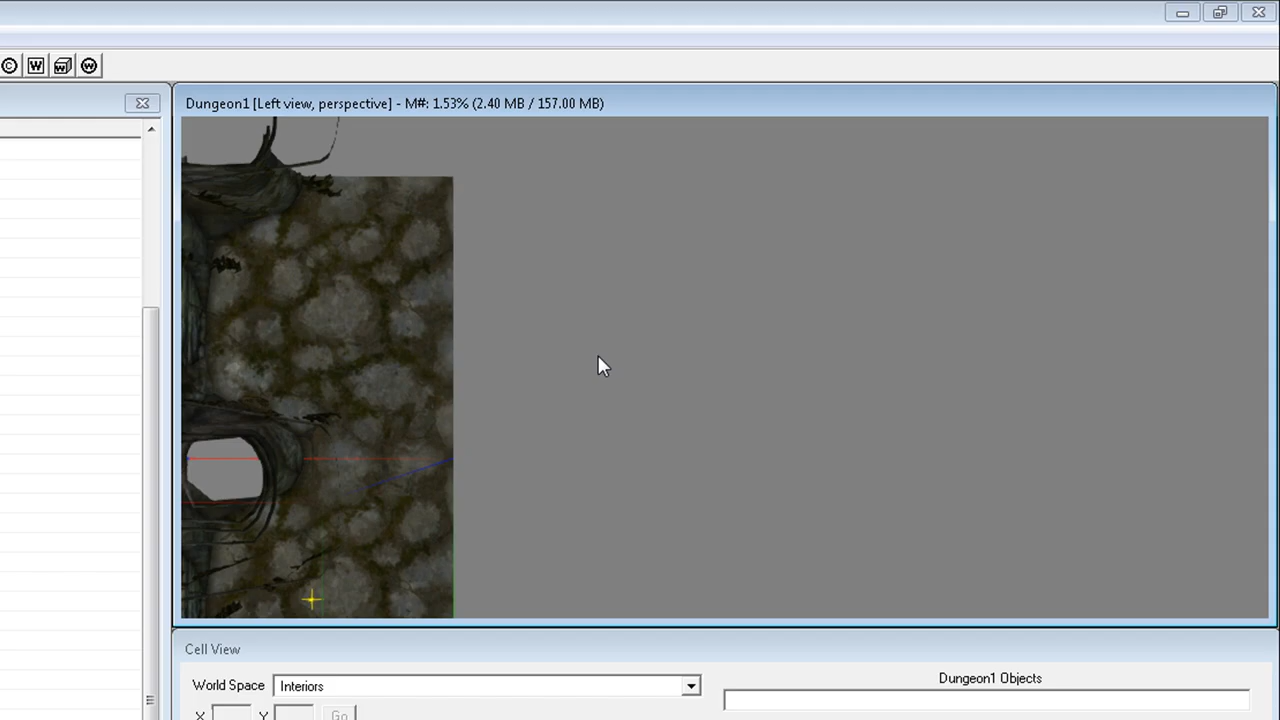 C W W W
Dungeon1 [Left view, perspective] - M#: 1.53% (2.40 MB / 157.00 MB)
Cell View
World Space Interiors
Dungeon1 Objects
X Y Go